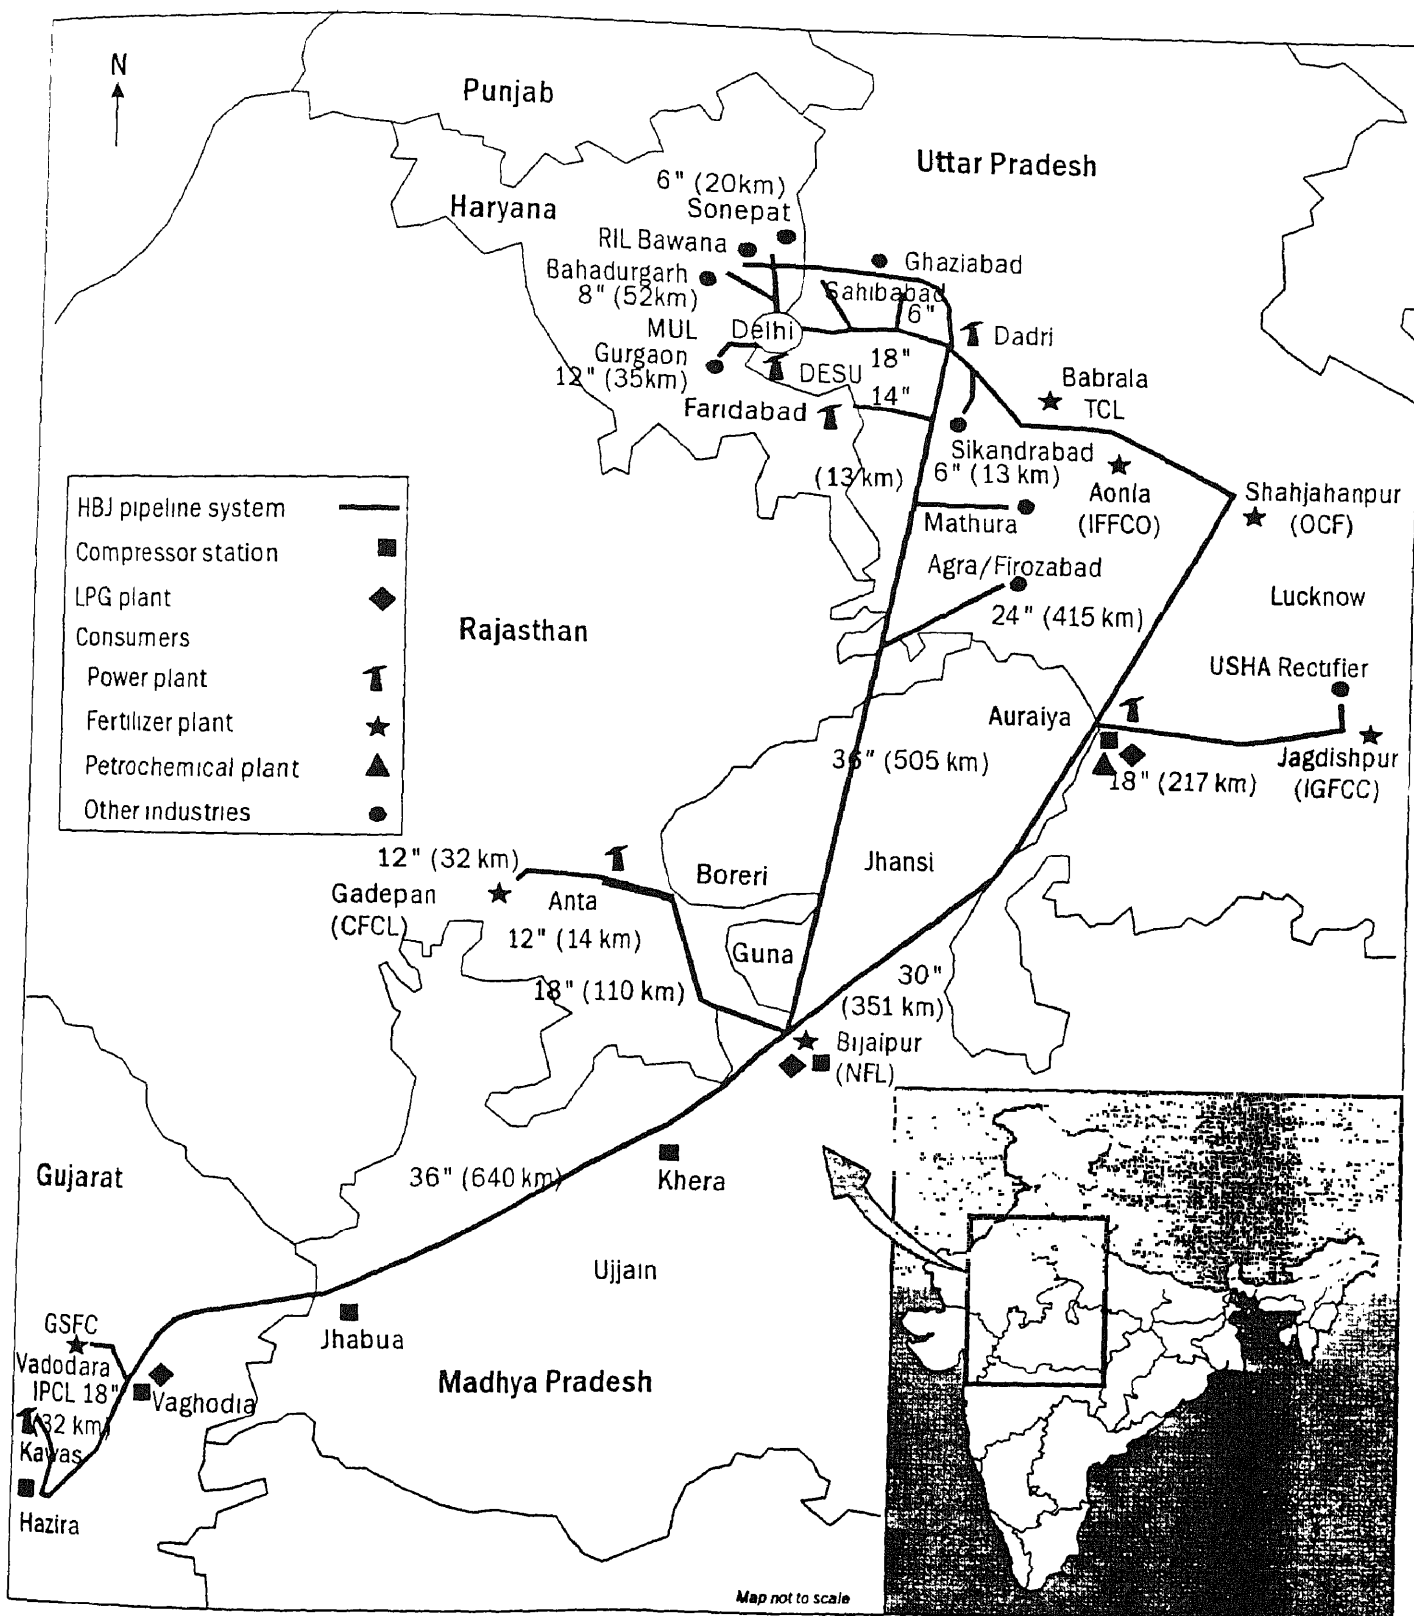 N
Punjab
Uttar Pradesh
Haryana
6" (20km)
Sonepat
RIL Bawana
Ghaziabad
Bahadurgarh
8" (52km)
Sahibabad
6"
MUL
Delhi
Dadri
Gurgaon
12" (35km)
DESU
18"
14"
Babrala
TCL
Faridabad
Sikandrabad
6" (13 km)
(13 km)
Aonla
(IFFCO)
Shahjahanpur
(OCF)
Mathura
Agra/Firozabad
24" (415 km)
Lucknow
HBJ pipeline system
Compressor station
LPG plant
Consumers
Power plant
Fertilizer plant
Petrochemical plant
Other industries
Rajasthan
USHA Rectifier
Auraiya
36" (505 km)
18" (217 km)
Jagdishpur
(IGFCC)
12" (32 km)
Gadepan
(CFCL)
Anta
12" (14 km)
Boreri
Jhansi
Guna
18" (110 km)
30"
(351 km)
Bijaipur
(NFL)
Gujarat
36" (640 km)
Khera
Ujjain
Jhabua
GSFC
Vadodara
IPCL 18"
(32 km)
Vaghodia
Kawas
Hazira
Madhya Pradesh
Map not to scale